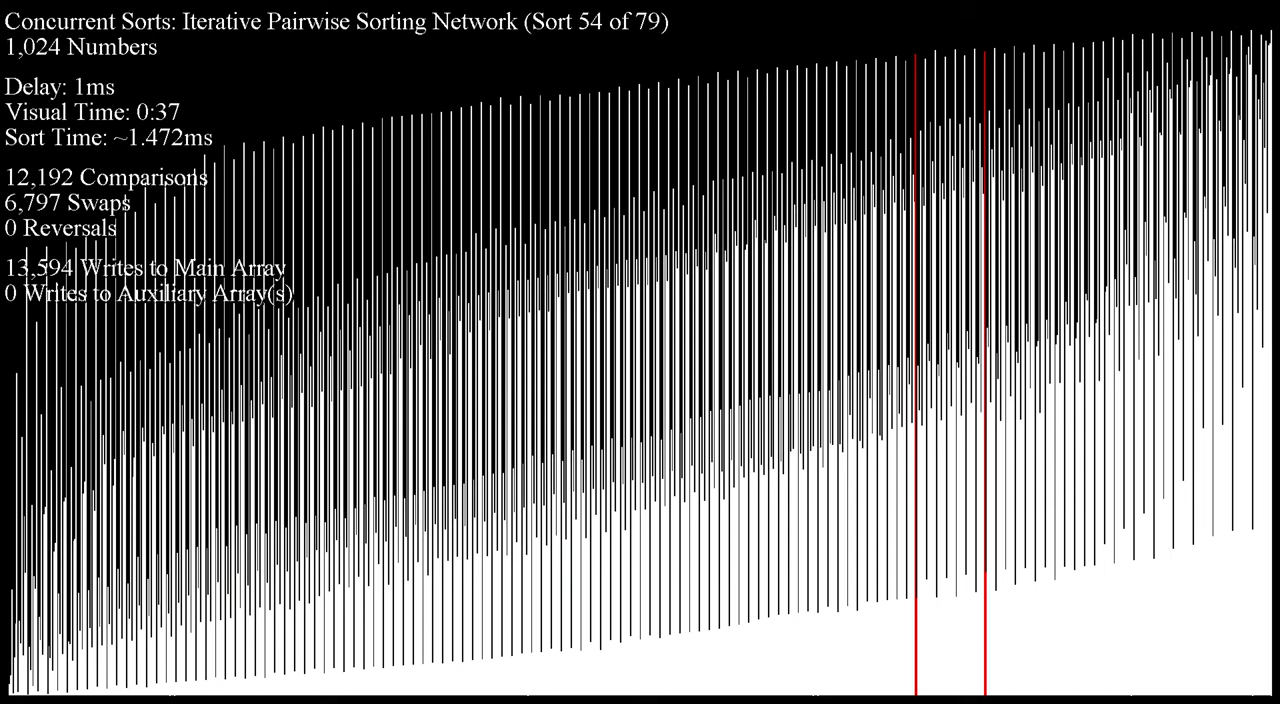 Concurrent Sorts: Iterative Pairwise Sorting Network (Sort 54 of 79)
1,024 Numbers
Delay: 1ms
Visual Time: 0:37
Sort Time: ~1.472ms
12,192 Comparisons
6,797 Swaps
0 Reversals
13,594 Writes to Main Array
0 Writes to Auxiliary Array(s)